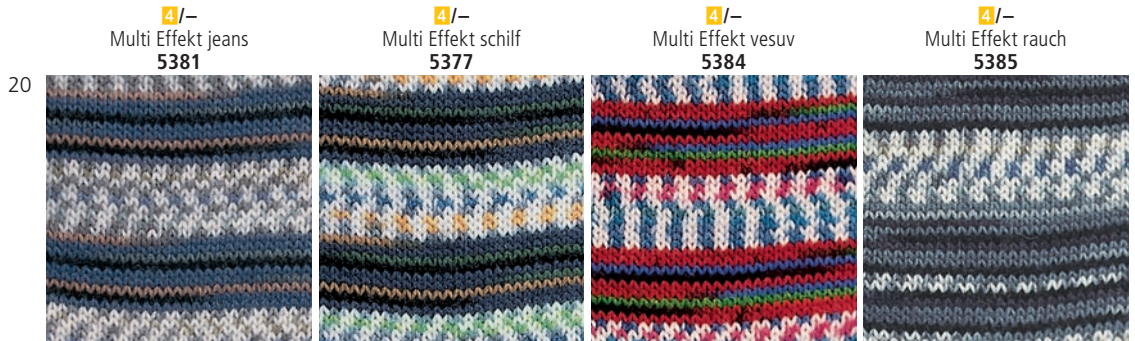 4/– 4/– 4/– 4/–
Multi Effekt jeans Multi Effekt schilf Multi Effekt vesuv Multi Effekt rauch
5381 5377 5384 5385
20